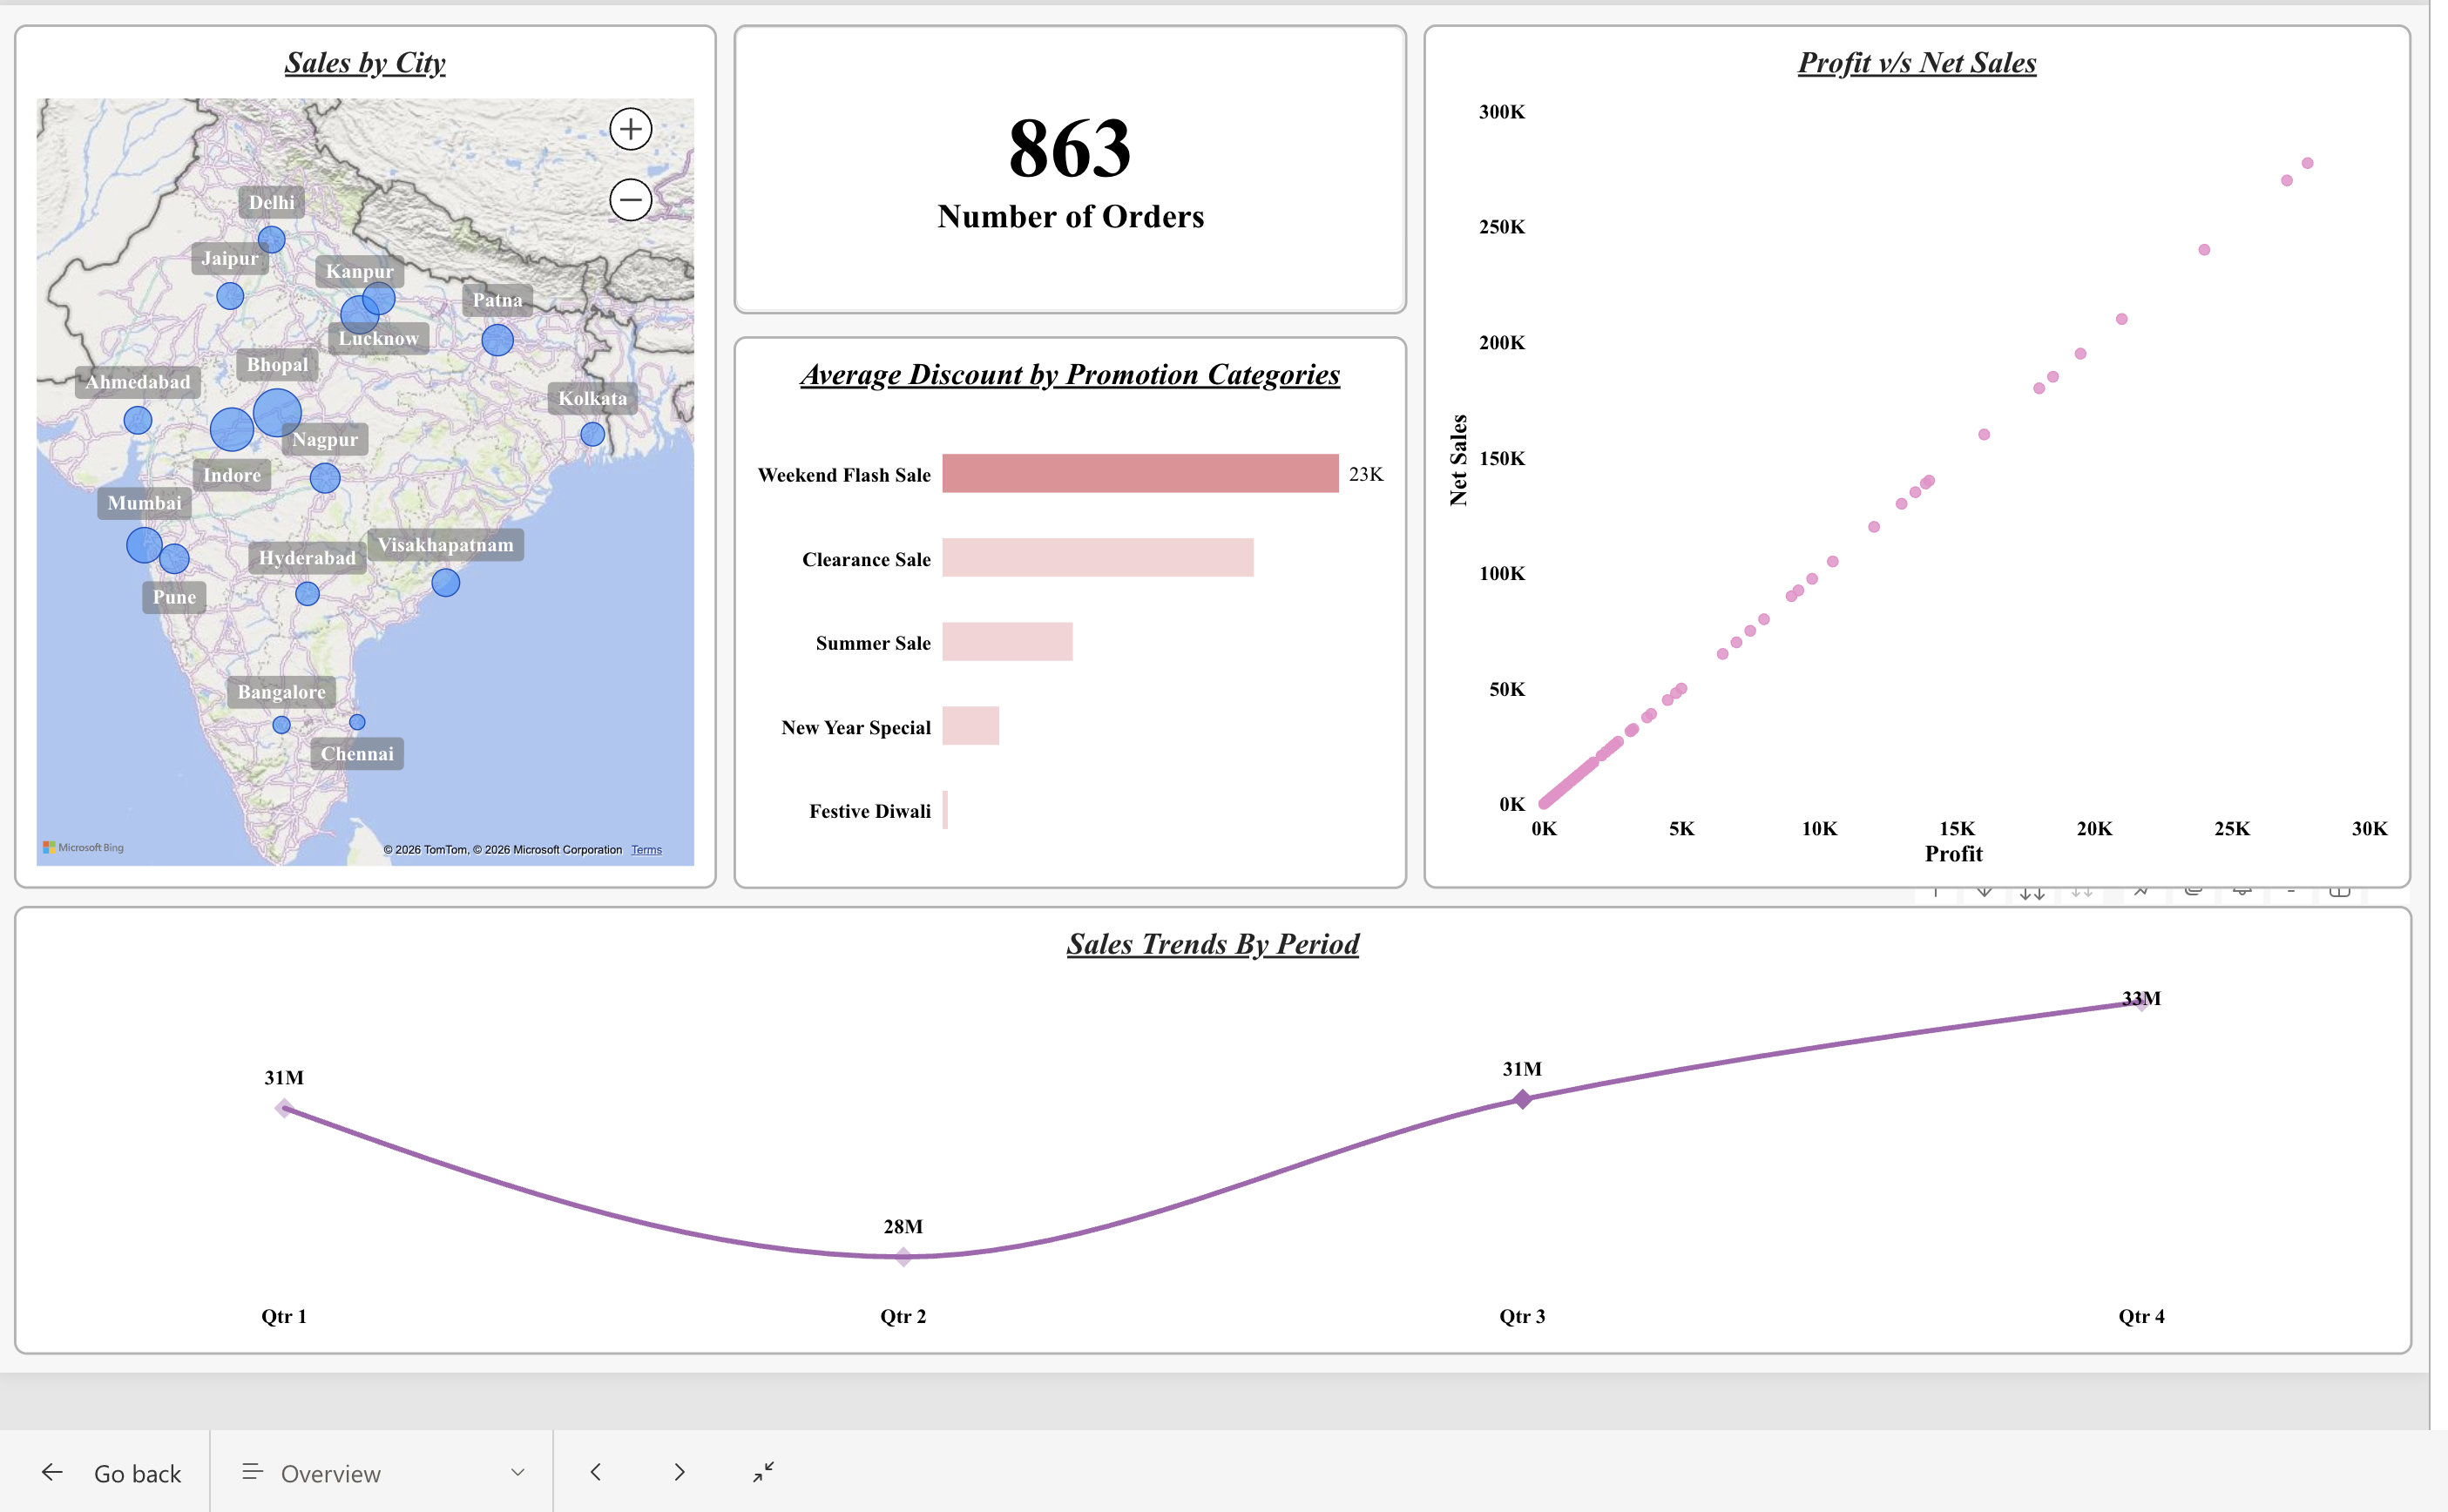 Sales by City
Delhi
Jaipur
Kanpur
Patna
Lucknow
Bhopal
Ahmedabad
Kolkata
Nagpur
Indore
Mumbai
Visakhapatnam
Hyderabad
Pune
Bangalore
Chennai
Microsoft Bing
© 2026 TomTom, © 2026 Microsoft Corporation Terms
863
Number of Orders
Average Discount by Promotion Categories
Weekend Flash Sale 23K
Clearance Sale
Summer Sale
New Year Special
Festive Diwali
Profit v/s Net Sales
300K
250K
200K
150K
100K
50K
0K
Net Sales
0K 5K 10K 15K 20K 25K 30K
Profit
Sales Trends By Period
31M
28M
31M
33M
Qtr 1 Qtr 2 Qtr 3 Qtr 4
Go back
Overview